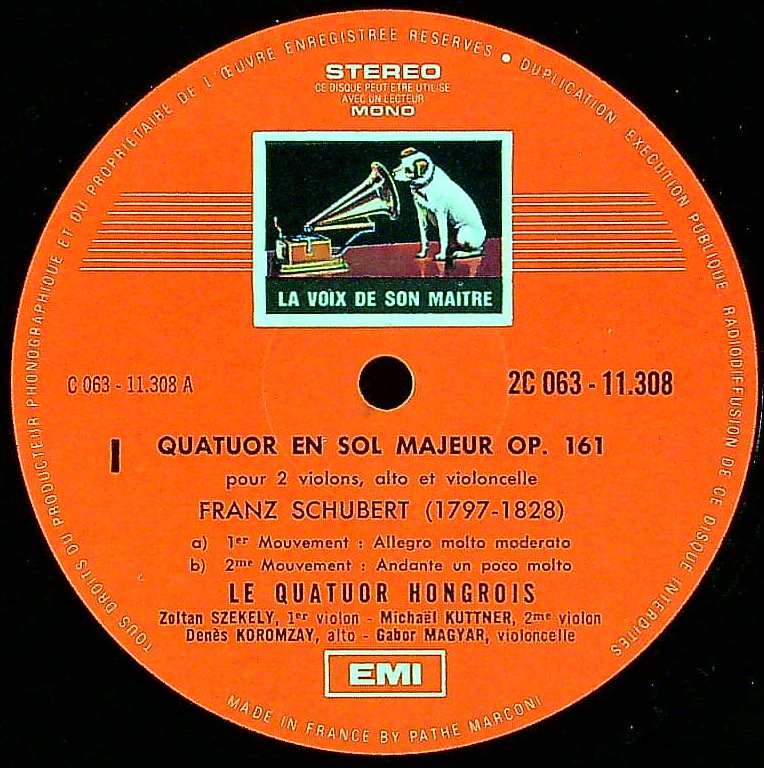 TOUS DROITS DU PRODUCTEUR PHONOGRAPHIQUE ET DU PROPRIETAIRE DE L'ŒUVRE ENREGISTREE RESERVES • DUPLICATION EXECUTION PUBLIQUE RADIODIFFUSION DE CE DISQUE INTERDITES
STEREO
CE DISQUE PEUT ETRE UTILISE
AVEC UN LECTEUR
MONO
LA VOIX DE SON MAITRE
C 063 - 11.308 A
2C 063 - 11.308
I
QUATUOR EN SOL MAJEUR OP. 161
pour 2 violons, alto et violoncelle
FRANZ SCHUBERT (1797-1828)
a) 1er Mouvement : Allegro molto moderato
b) 2me Mouvement : Andante un poco molto
LE QUATUOR HONGROIS
Zoltan SZEKELY, 1er violon - Michaël KUTTNER, 2me violon
Denès KOROMZAY, alto - Gabor MAGYAR, violoncelle
EMI
MADE IN FRANCE BY PATHE MARCONI